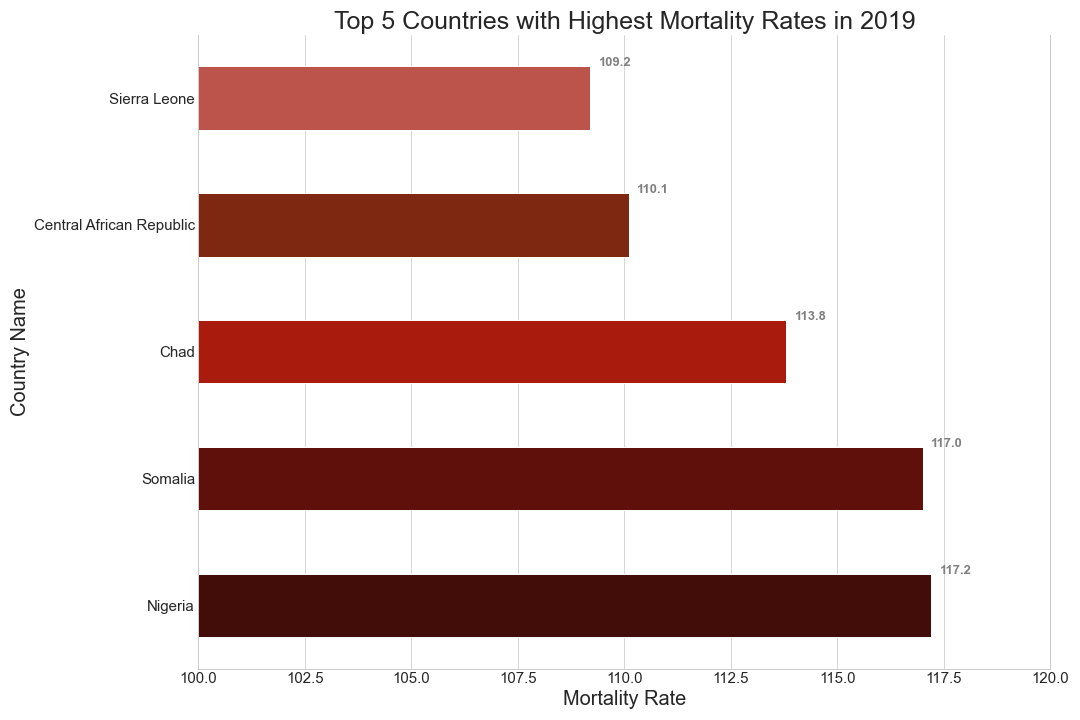 Top 5 Countries with Highest Mortality Rates in 2019
109.2
Sierra Leone
110.1
Central African Republic
Country Name
113.8
Chad
117.0
Somalia
117.2
Nigeria
100.0 102.5 105.0 107.5 110.0 112.5 115.0 117.5 120.0
Mortality Rate